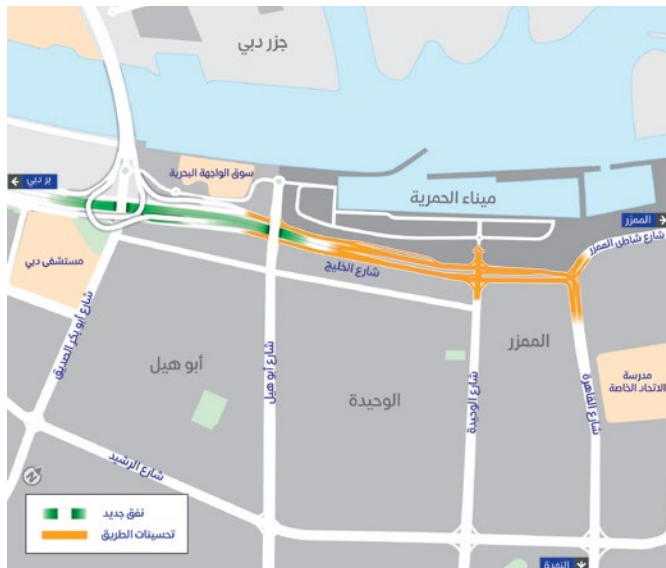 جزر دبي
بر دبي
سوق الواجهة البحرية
ميناء الحمرية
الممزر
شارع شاطئ الممزر
مستشفى دبي
شارع الخليج
شارع أبو بكر الصديق
أبو هيل
شارع أبو هيل
الوحيدة
شارع الوحيدة
الممزر
شارع القاهرة
مدرسة
الاتحاد الخاصة
شارع الرشيد
نفق جديد
تحسينات الطريق
النهدة